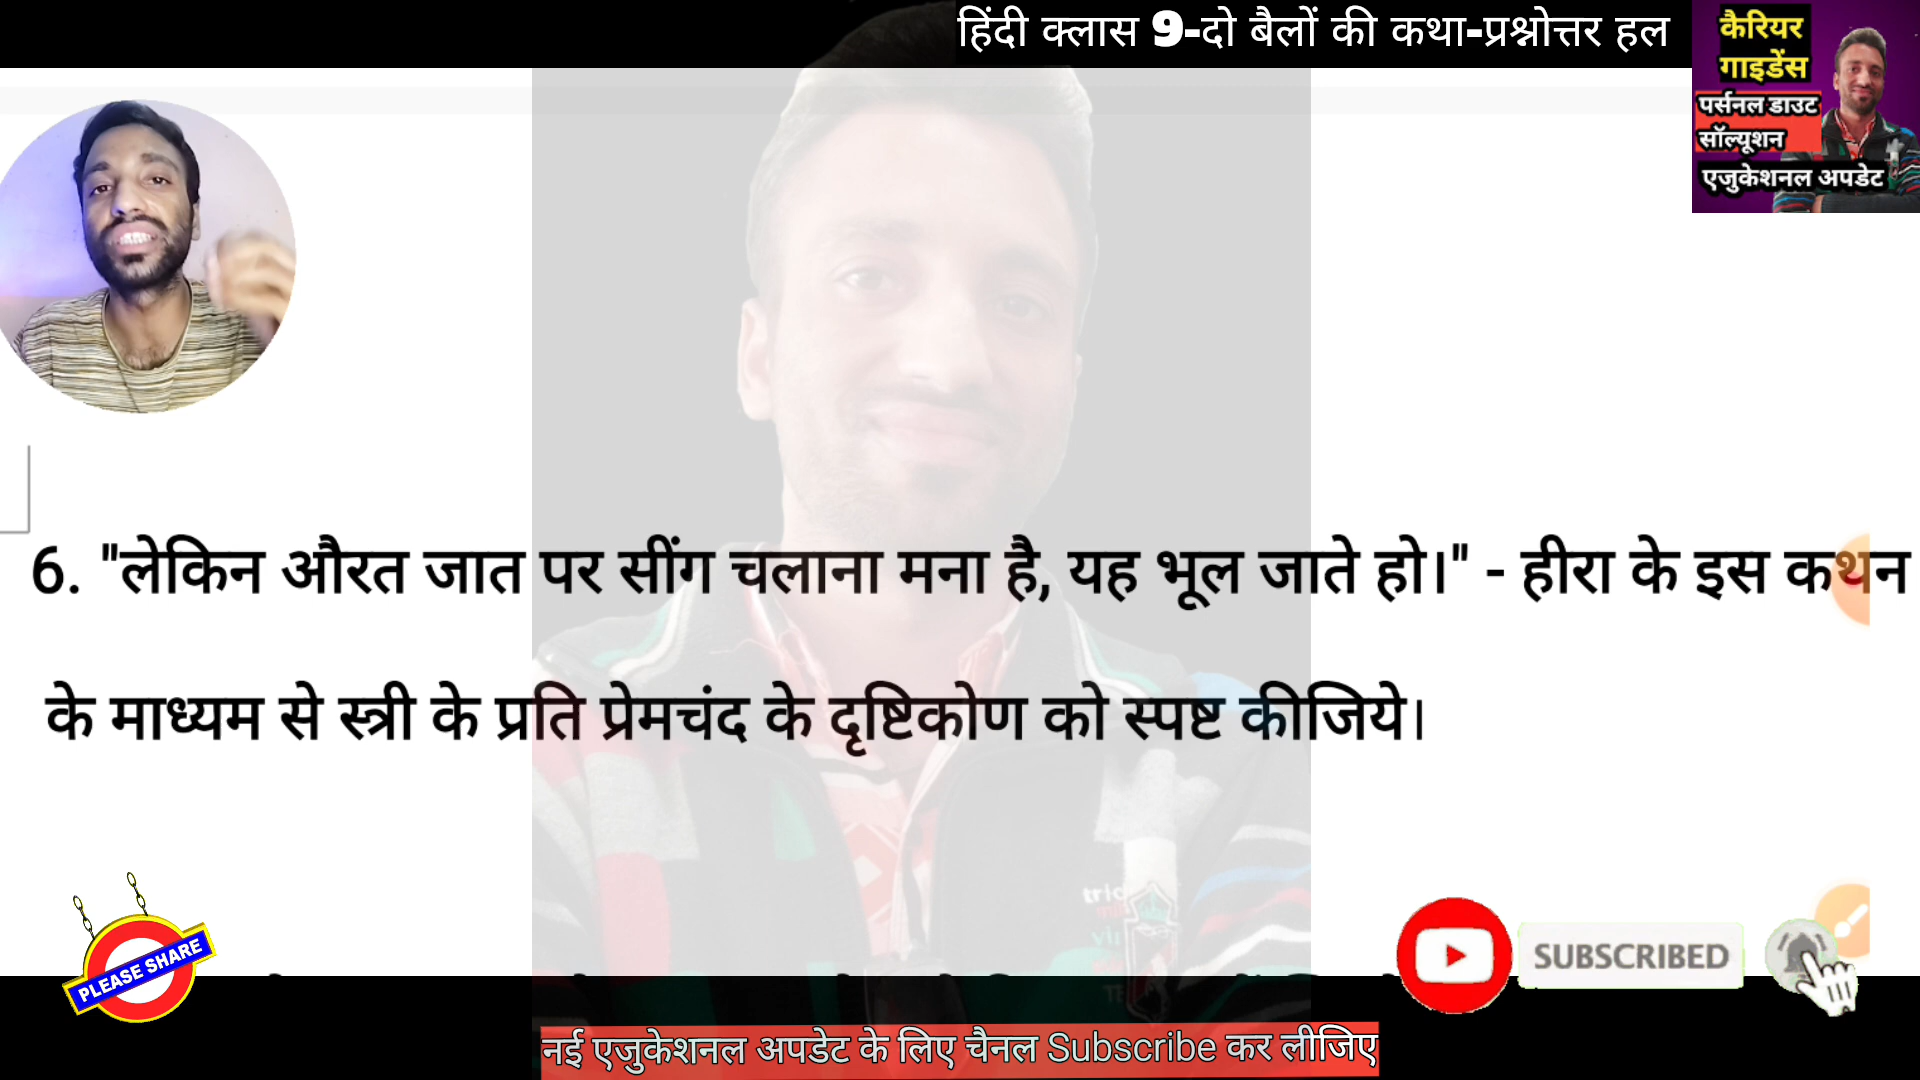 हिंदी क्लास 9-दो बैलों की कथा-प्रश्नोत्तर हल
कैरियर
गाइडेंस
पर्सनल डाउट
सॉल्यूशन
एजुकेशनल अपडेट
6. "लेकिन औरत जात पर सींग चलाना मना है, यह भूल जाते हो।" - हीरा के इस कथन
के माध्यम से स्त्री के प्रति प्रेमचंद के दृष्टिकोण को स्पष्ट कीजिये।
PLEASE SHARE
SUBSCRIBED
नई एजुकेशनल अपडेट के लिए चैनल Subscribe कर लीजिए